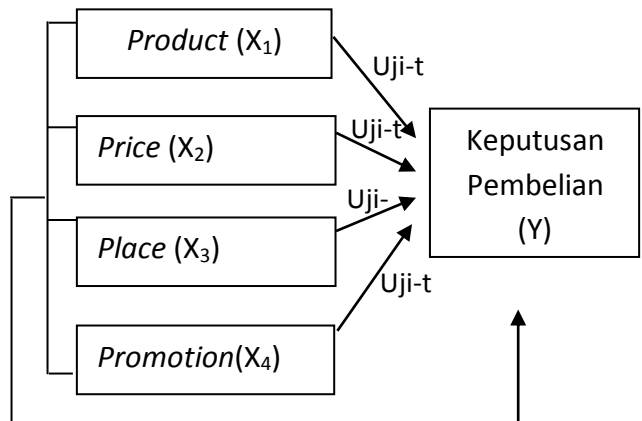 Product (X₁)
Uji-t
Price (X₂)
Uji-t
Place (X₃)
Uji-
Promotion(X₄)
Uji-t
Keputusan
Pembelian
(Y)